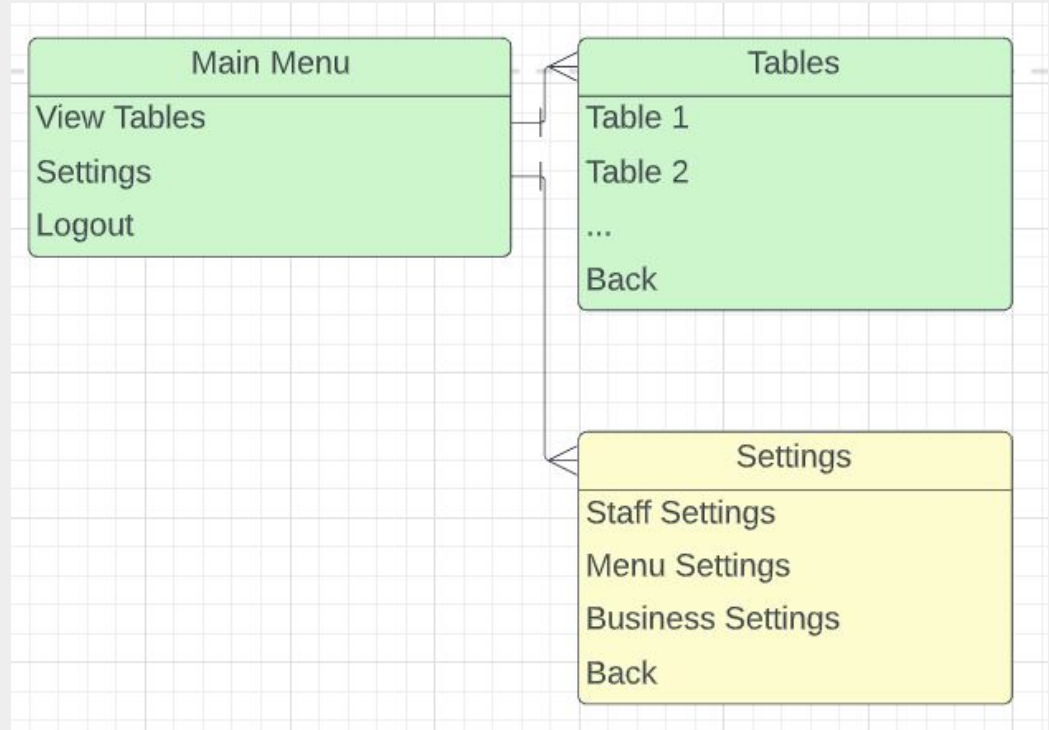 Main Menu
View Tables
Settings
Logout
Tables
Table 1
Table 2
...
Back
Settings
Staff Settings
Menu Settings
Business Settings
Back